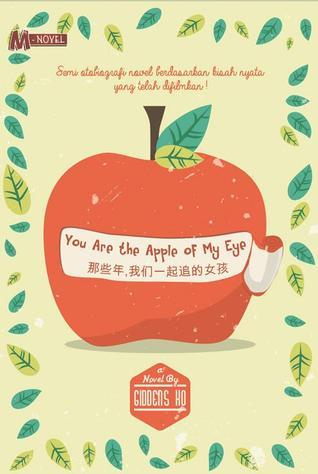 M-NOVEL
Semi otobiografi novel berdasarkan kisah nyata
yang telah difilmkan!
You Are the Apple of My Eye
那些年,我们一起追的女孩
a
Novel By
GIDDENS KO